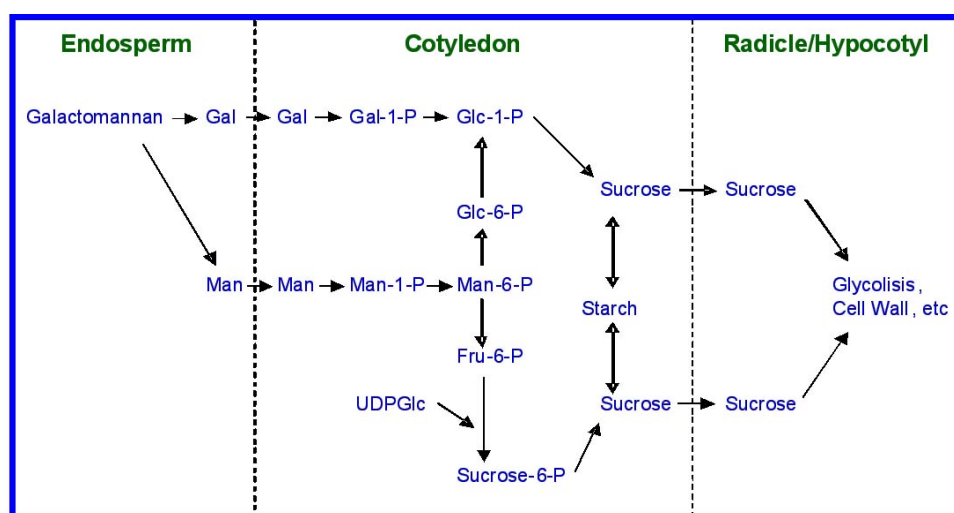 Endosperm
Cotyledon
Radicle/Hypocotyl
Galactomannan
Gal
Gal
Gal-1-P
Glc-1-P
Sucrose
Sucrose
Glc-6-P
Man
Man
Man-1-P
Man-6-P
Starch
Glycolisis,
Cell Wall, etc
Fru-6-P
UDPGlc
Sucrose
Sucrose
Sucrose-6-P